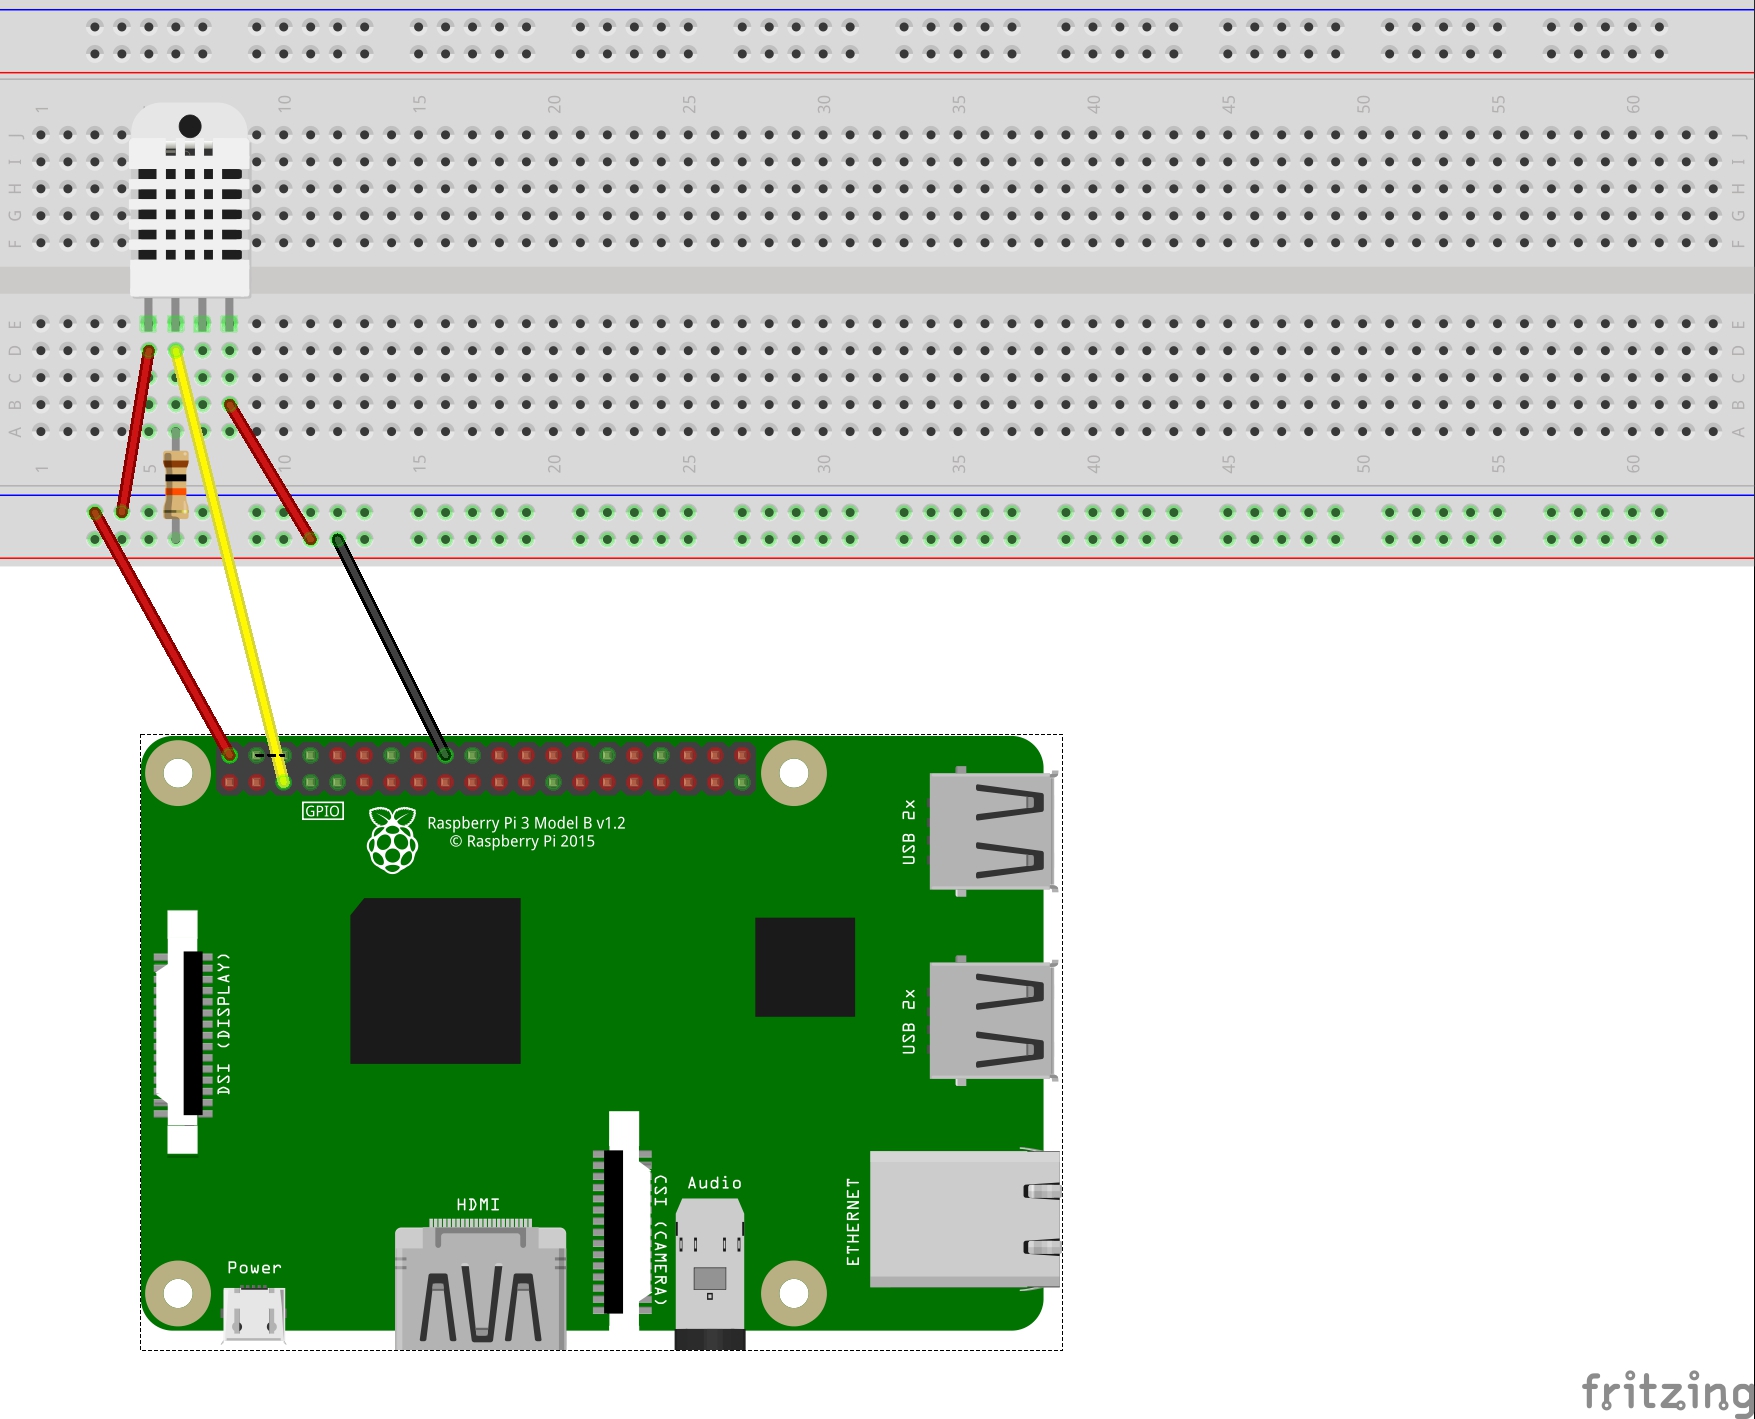 1 10 15 20 25 30 35 40 45 50 55 60
J J
I I
H H
G G
F F
E E
D D
C C
B B
A A
1 5 10 15 20 25 30 35 40 45 50 55 60
GPIO
Raspberry Pi 3 Model B v1.2
© Raspberry Pi 2015
USB 2x
DSI (DISPLAY)
USB 2x
Audio
CSI (CAMERA)
ETHERNET
HDMI
Power
fritzing